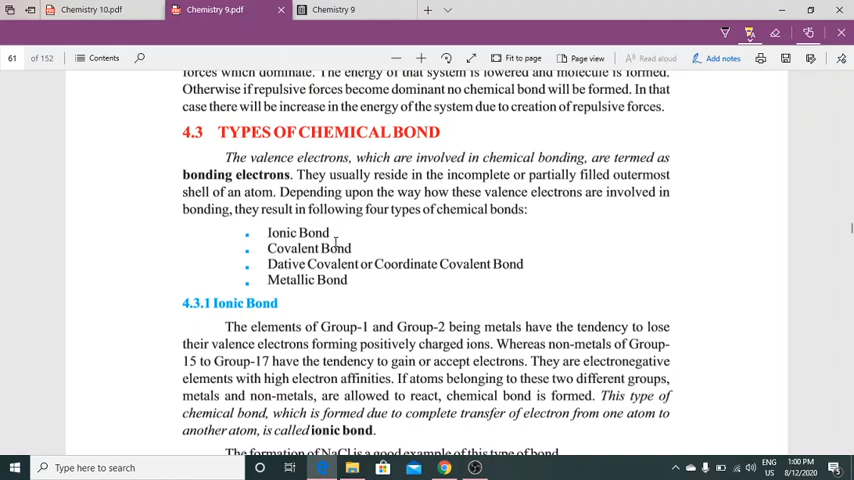 Chemistry 10.pdf
Chemistry 9.pdf
Chemistry 9
61 of 152
Contents
Fit to page
Page view
Read aloud
Add notes
forces which dominate. The energy of that system is lowered and molecule is formed.
Otherwise if repulsive forces become dominant no chemical bond will be formed. In that
case there will be increase in the energy of the system due to creation of repulsive forces.
4.3 TYPES OF CHEMICAL BOND
The valence electrons, which are involved in chemical bonding, are termed as
bonding electrons. They usually reside in the incomplete or partially filled outermost
shell of an atom. Depending upon the way how these valence electrons are involved in
bonding, they result in following four types of chemical bonds:
Ionic Bond
Covalent Bond
Dative Covalent or Coordinate Covalent Bond
Metallic Bond
4.3.1 Ionic Bond
The elements of Group-1 and Group-2 being metals have the tendency to lose
their valence electrons forming positively charged ions. Whereas non-metals of Group-
15 to Group-17 have the tendency to gain or accept electrons. They are electronegative
elements with high electron affinities. If atoms belonging to these two different groups,
metals and non-metals, are allowed to react, chemical bond is formed. This type of
chemical bond, which is formed due to complete transfer of electron from one atom to
another atom, is called ionic bond.
The formation of NaCl is a good example of this type of bond.
Type here to search
ENG
US
1:00 PM
8/12/2020